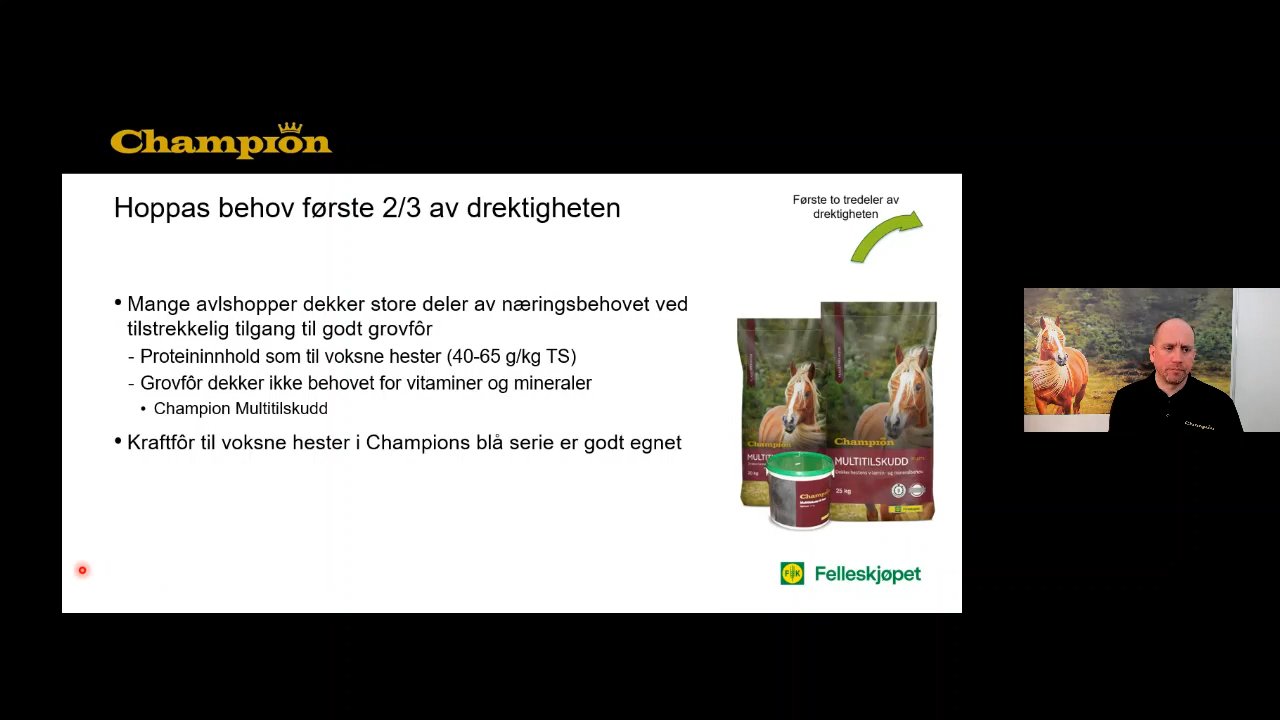 Champion
Hoppas behov første 2/3 av drektigheten
Første to tredeler av
drektigheten
• Mange avlshopper dekker store deler av næringsbehovet ved
tilstrekkelig tilgang til godt grovfôr
- Proteininnhold som til voksne hester (40-65 g/kg TS)
- Grovfôr dekker ikke behovet for vitaminer og mineraler
• Champion Multitilskudd
• Kraftfôr til voksne hester i Champions blå serie er godt egnet
Champion
MULTITILSKUDD
25 kg
Champion
Champion
FK Felleskjøpet
Champion